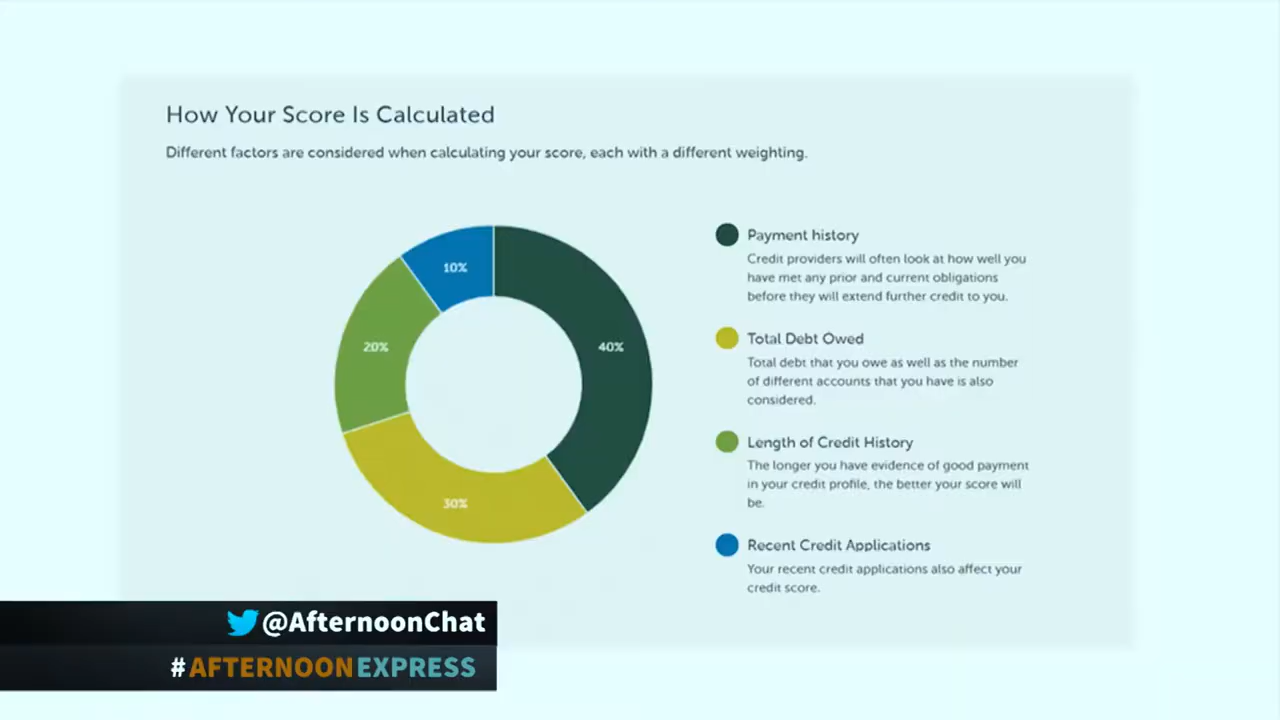 How Your Score Is Calculated
Different factors are considered when calculating your score, each with a different weighting.
10%
20%
40%
30%
Payment history
Credit providers will often look at how well you
have met any prior and current obligations
before they will extend further credit to you.
Total Debt Owed
Total debt that you owe as well as the number
of different accounts that you have is also
considered.
Length of Credit History
The longer you have evidence of good payment
in your credit profile, the better your score will
be.
Recent Credit Applications
Your recent credit applications also affect your
credit score.
@AfternoonChat
#AFTERNOONEXPRESS